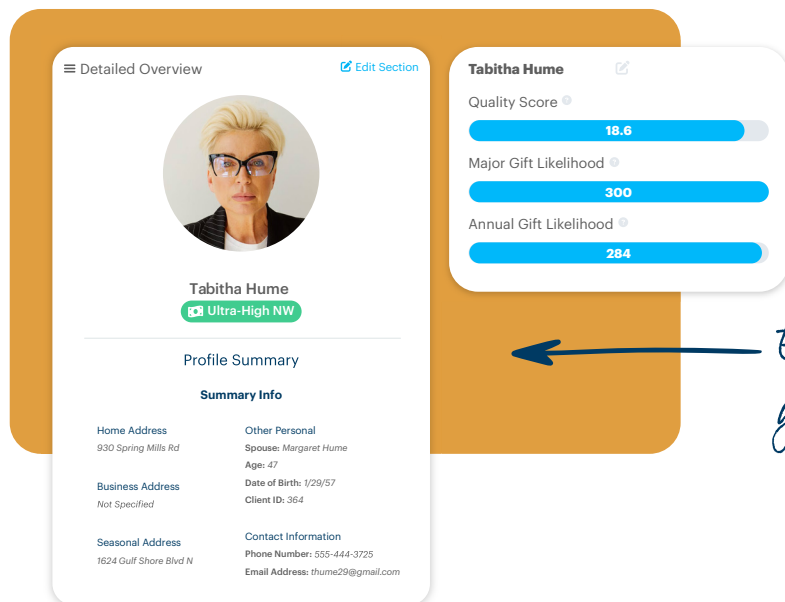 Detailed Overview
Edit Section
Tabitha Hume
Ultra-High NW
Profile Summary
Summary Info
Home Address
930 Spring Mills Rd
Business Address
Not Specified
Seasonal Address
1624 Gulf Shore Blvd N
Other Personal
Spouse: Margaret Hume
Age: 47
Date of Birth: 1/29/57
Client ID: 364
Contact Information
Phone Number: 555-444-3725
Email Address: thume29@gmail.com
Tabitha Hume
Quality Score
18.6
Major Gift Likelihood
300
Annual Gift Likelihood
284